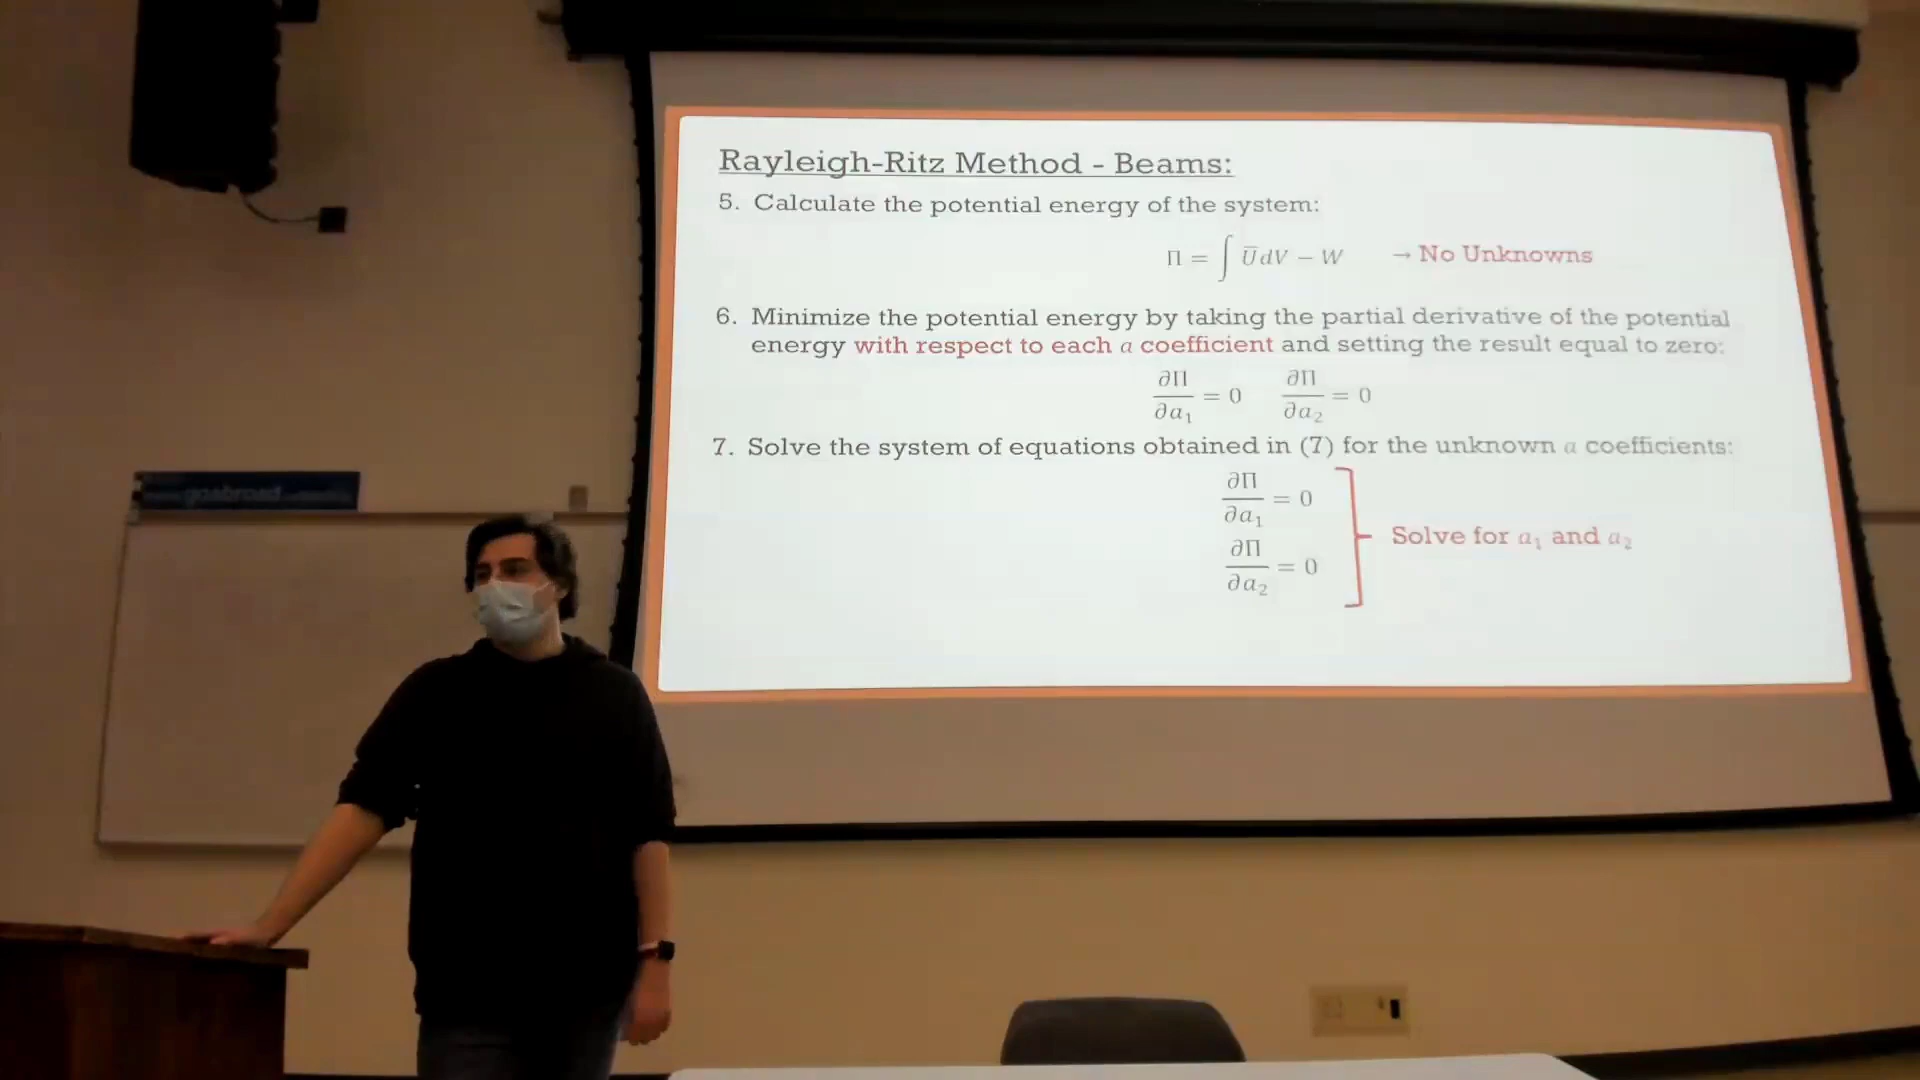 Rayleigh-Ritz Method - Beams:
5. Calculate the potential energy of the system:
Π = ∫ U̅dV − W → No Unknowns
6. Minimize the potential energy by taking the partial derivative of the potential
energy with respect to each a coefficient and setting the result equal to zero:
∂Π/∂a₁ = 0 ∂Π/∂a₂ = 0
7. Solve the system of equations obtained in (7) for the unknown a coefficients:
∂Π/∂a₁ = 0
∂Π/∂a₂ = 0
Solve for a₁ and a₂
goabroad